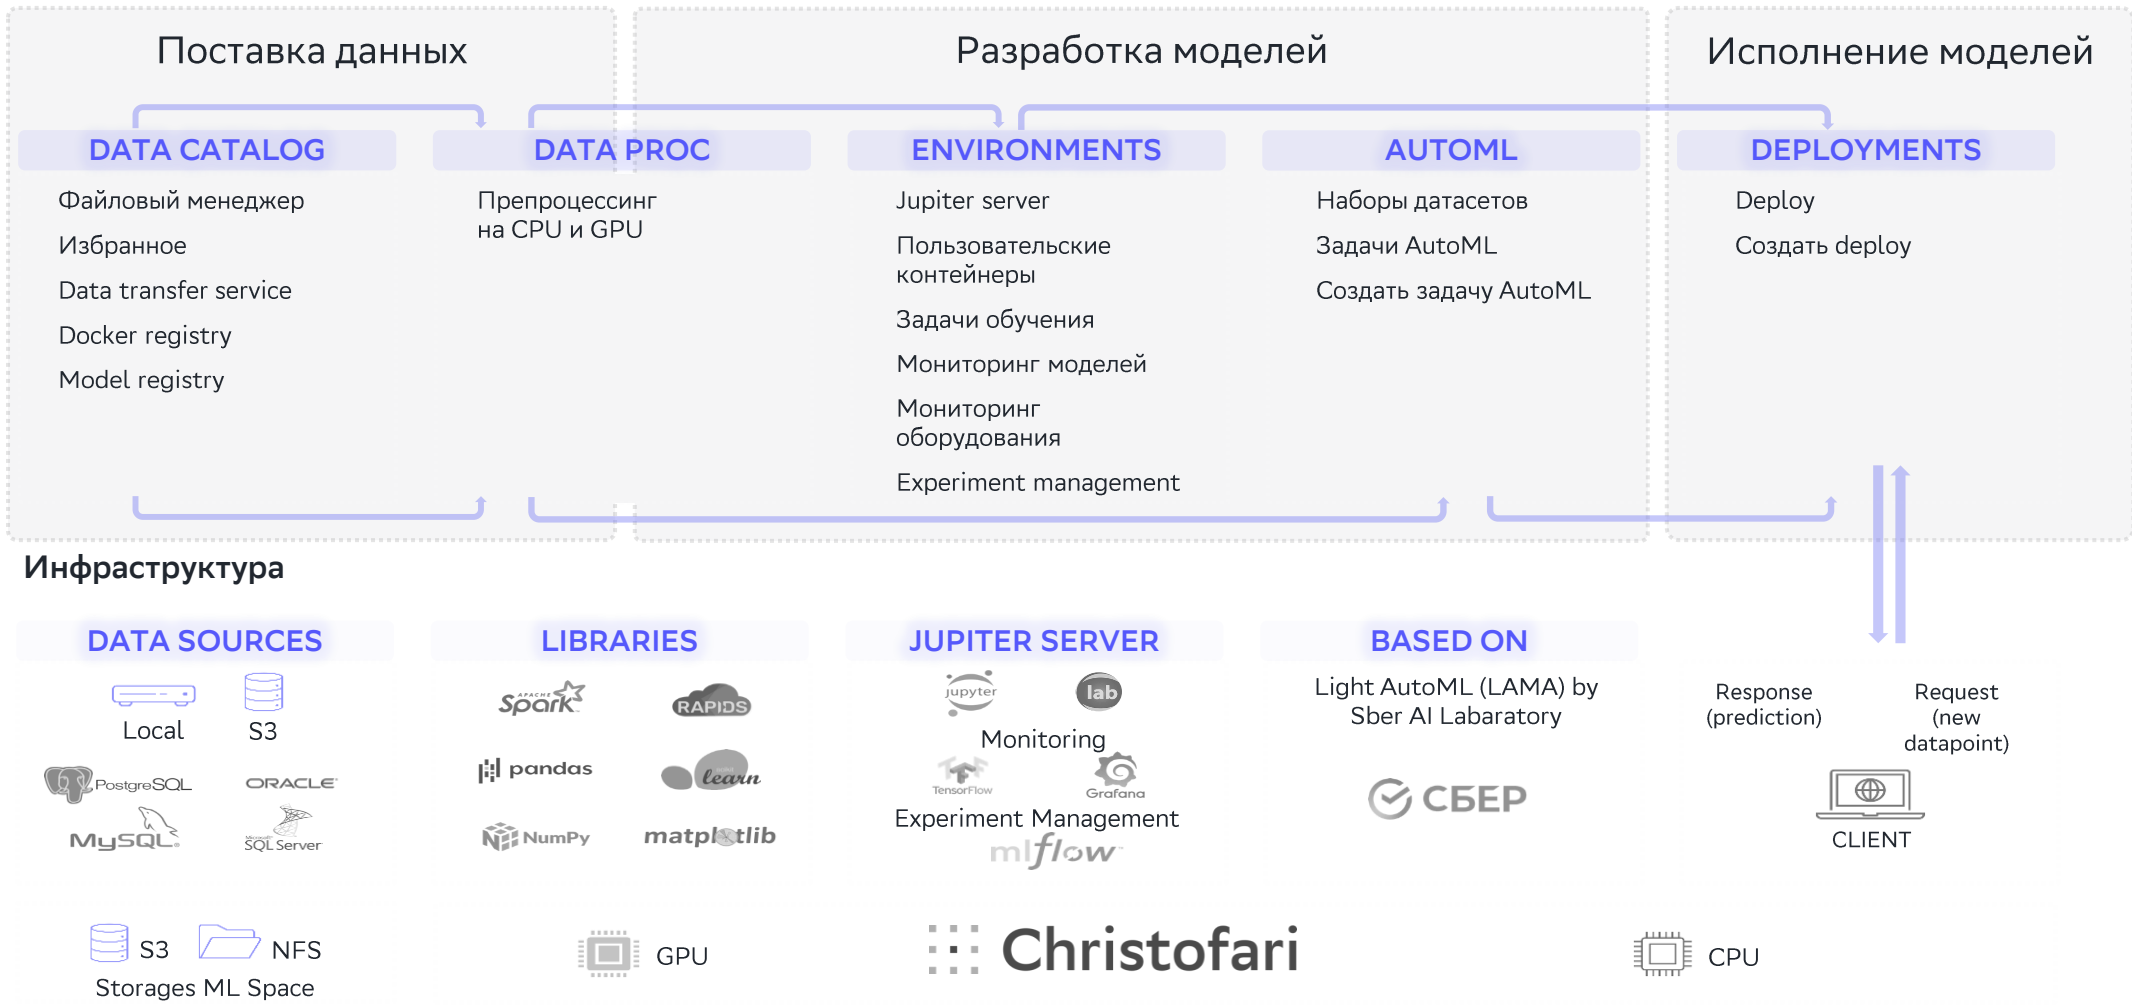 Поставка данных
Разработка моделей
Исполнение моделей
DATA CATALOG
DATA PROC
ENVIRONMENTS
AUTOML
DEPLOYMENTS
Файловый менеджер
Избранное
Data transfer service
Docker registry
Model registry
Препроцессинг
на CPU и GPU
Jupiter server
Пользовательские
контейнеры
Задачи обучения
Мониторинг моделей
Мониторинг
оборудования
Experiment management
Наборы датасетов
Задачи AutoML
Создать задачу AutoML
Deploy
Создать deploy
Инфраструктура
DATA SOURCES
LIBRARIES
JUPITER SERVER
BASED ON
Local
S3
PostgreSQL
ORACLE
MySQL
Microsoft
SQL Server
APACHE
Spark
RAPIDS
pandas
scikit
learn
NumPy
matplotlib
jupyter
lab
Monitoring
TensorFlow
Grafana
Experiment Management
mlflow
Light AutoML (LAMA) by
Sber AI Labaratory
СБЕР
Response
(prediction)
Request
(new
datapoint)
CLIENT
S3
NFS
Storages ML Space
GPU
Christofari
CPU